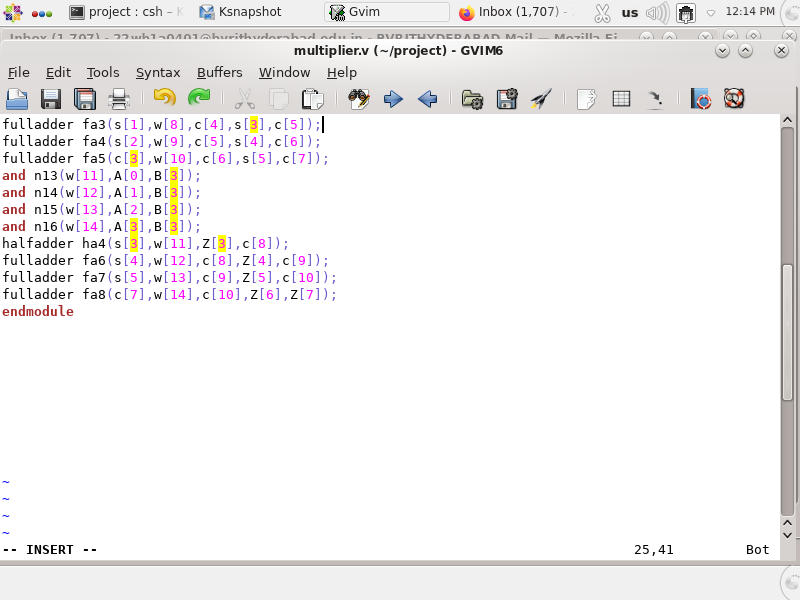 project : csh –
Ksnapshot
Gvim
Inbox (1,707) -
us
12:14 PM
multiplier.v (~/project) - GVIM6
File Edit Tools Syntax Buffers Window Help
fulladder fa3(s[1],w[8],c[4],s[3],c[5]);
fulladder fa4(s[2],w[9],c[5],s[4],c[6]);
fulladder fa5(c[3],w[10],c[6],s[5],c[7]);
and n13(w[11],A[0],B[3]);
and n14(w[12],A[1],B[3]);
and n15(w[13],A[2],B[3]);
and n16(w[14],A[3],B[3]);
halfadder ha4(s[3],w[11],Z[3],c[8]);
fulladder fa6(s[4],w[12],c[8],Z[4],c[9]);
fulladder fa7(s[5],w[13],c[9],Z[5],c[10]);
fulladder fa8(c[7],w[14],c[10],Z[6],Z[7]);
endmodule
~
~
~
~
-- INSERT -- 25,41 Bot